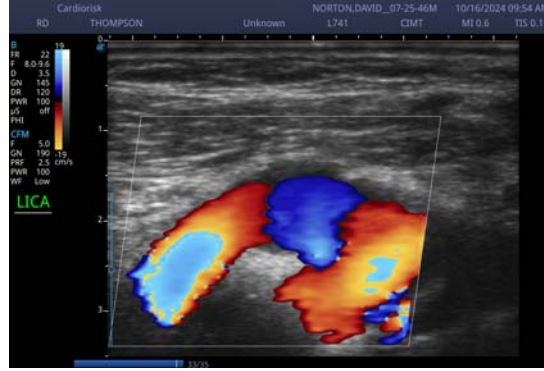 Cardiorisk NORTON,DAVID_07-25-46M 10/16/2024 09:54 AM
RD THOMPSON Unknown L741 CIMT MI 0.6 TIS 0.1
B
FR 22
F 8.0-9.6
D 3.5
GN 145
DR 120
PWR 100
µS off
PHI
CFM
F 5.0
GN 190
PRF 2.5
PWR 100
WF Low
19
-19
cm/s
LICA
0
1
2
3
33/35